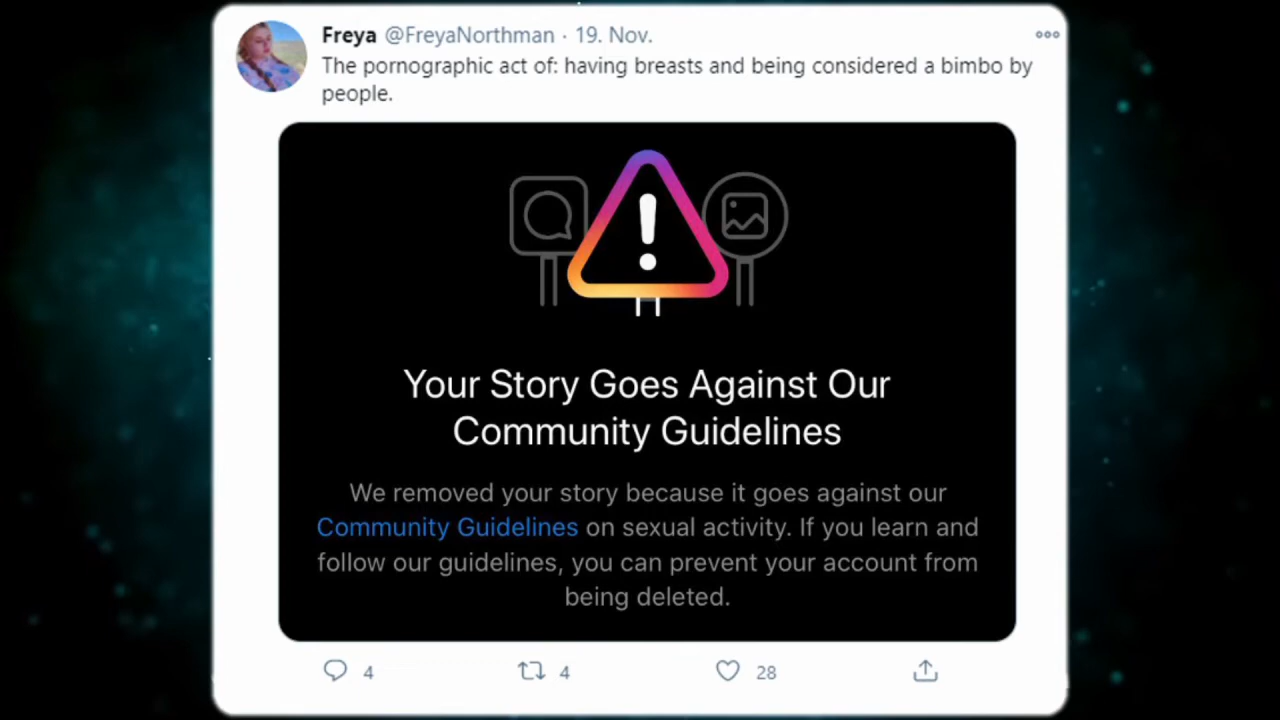 Freya @FreyaNorthman · 19. Nov.
The pornographic act of: having breasts and being considered a bimbo by
people.
Your Story Goes Against Our
Community Guidelines
We removed your story because it goes against our
Community Guidelines on sexual activity. If you learn and
follow our guidelines, you can prevent your account from
being deleted.
4 4 28